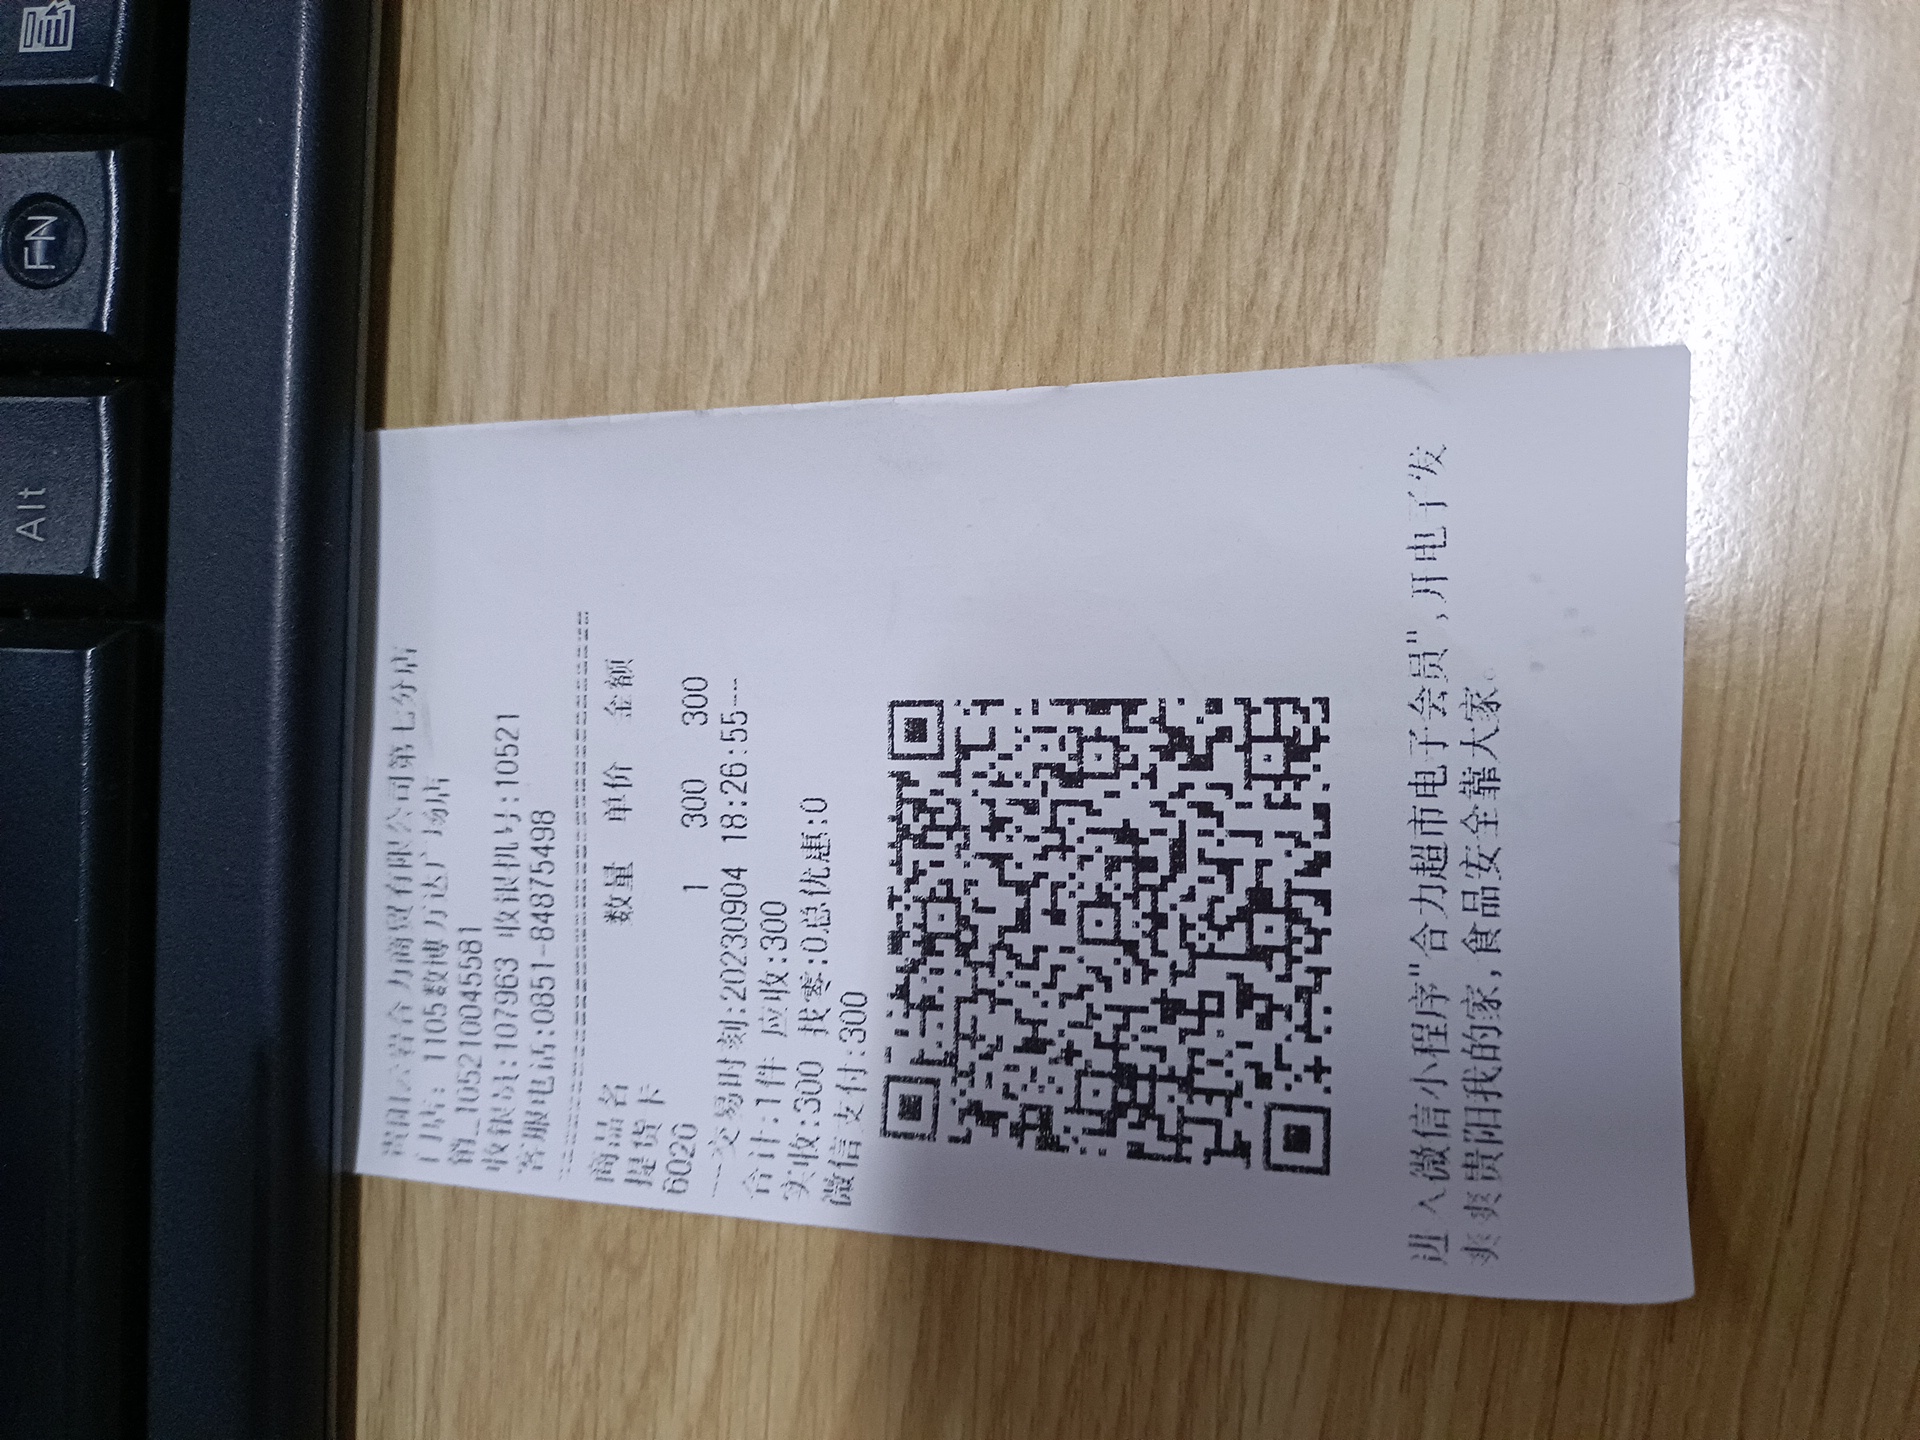 贵阳云岩合力商贸有限公司第七分店
门店: 1105数博万达广场店
销_105210045581
收银员:107963 收银机号:10521
客服电话:0851-84875498
商品名 数量 单价 金额
提货卡
6020 1 300 300
---交易时刻:20230904 18:26:55---
合计:1件 应收:300
实收:300 找零:0总优惠:0
微信支付:300
进入微信小程序"合力超市电子会员",开电子发
爽爽贵阳我的家,食品安全靠大家。
FN
Alt